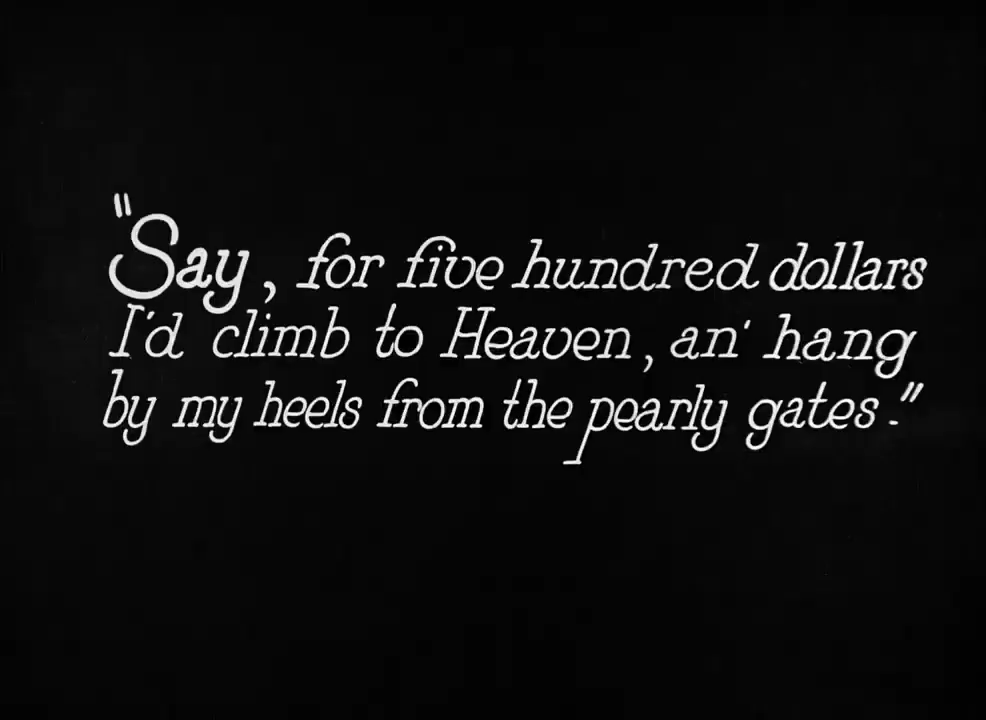 "Say, for five hundred dollars
I'd climb to Heaven, an' hang
by my heels from the pearly gates."